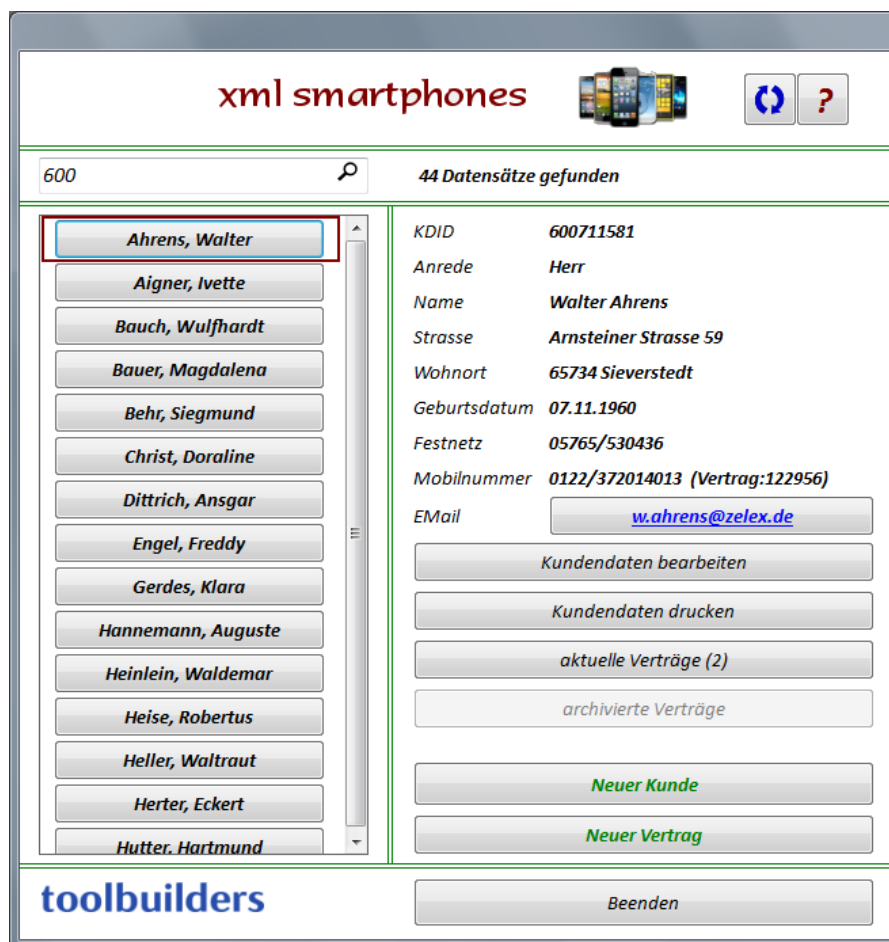 xml smartphones
?
600
44 Datensätze gefunden
Ahrens, Walter
Aigner, Ivette
Bauch, Wulfhardt
Bauer, Magdalena
Behr, Siegmund
Christ, Doraline
Dittrich, Ansgar
Engel, Freddy
Gerdes, Klara
Hannemann, Auguste
Heinlein, Waldemar
Heise, Robertus
Heller, Waltraut
Herter, Eckert
Hutter, Hartmund
KDID 600711581
Anrede Herr
Name Walter Ahrens
Strasse Arnsteiner Strasse 59
Wohnort 65734 Sieverstedt
Geburtsdatum 07.11.1960
Festnetz 05765/530436
Mobilnummer 0122/372014013 (Vertrag:122956)
EMail w.ahrens@zelex.de
Kundendaten bearbeiten
Kundendaten drucken
aktuelle Verträge (2)
archivierte Verträge
Neuer Kunde
Neuer Vertrag
toolbuilders
Beenden